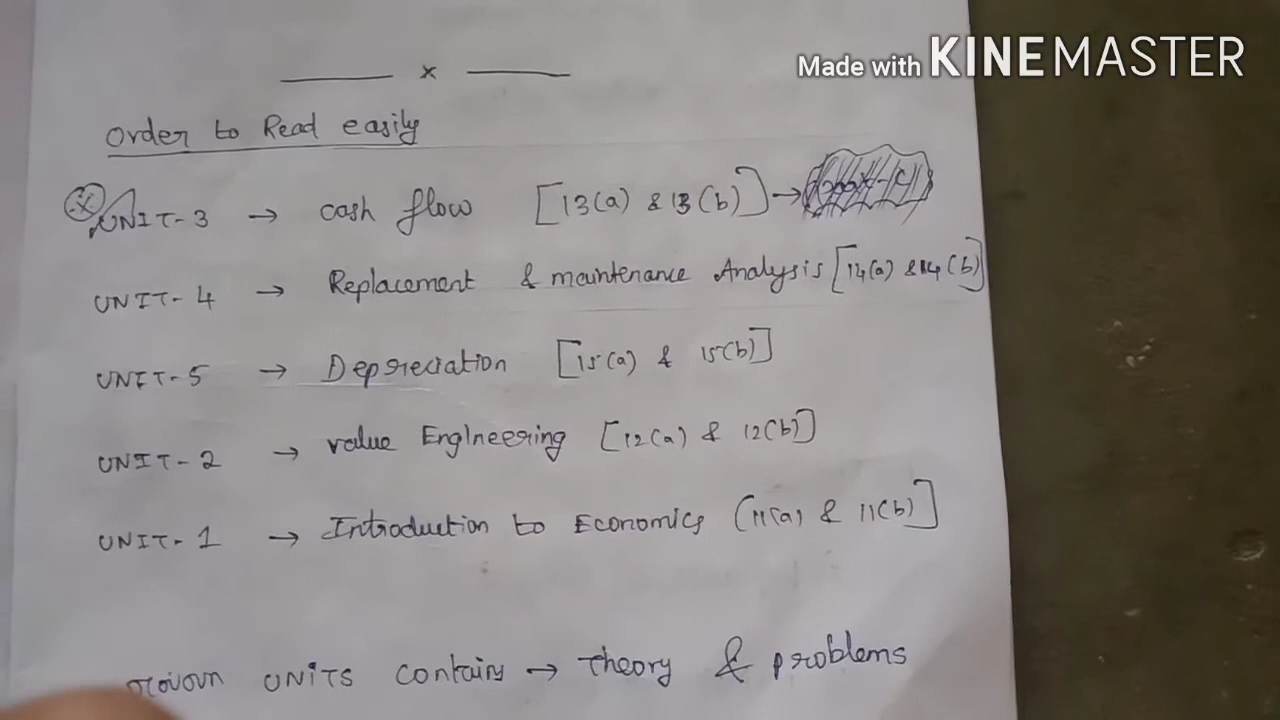 Made with KINEMASTER
x
Order to Read easily
UNIT-3 → cash flow [13(a) & 13(b)] →
UNIT-4 → Replacement & maintenance Analysis [14(a) & 14(b)]
UNIT-5 → Depreciation [15(a) & 15(b)]
UNIT-2 → value Engineering [12(a) & 12(b)]
UNIT-1 → Introduction to Economics (11(a) & 11(b)]
UNITS contain → theory & problems